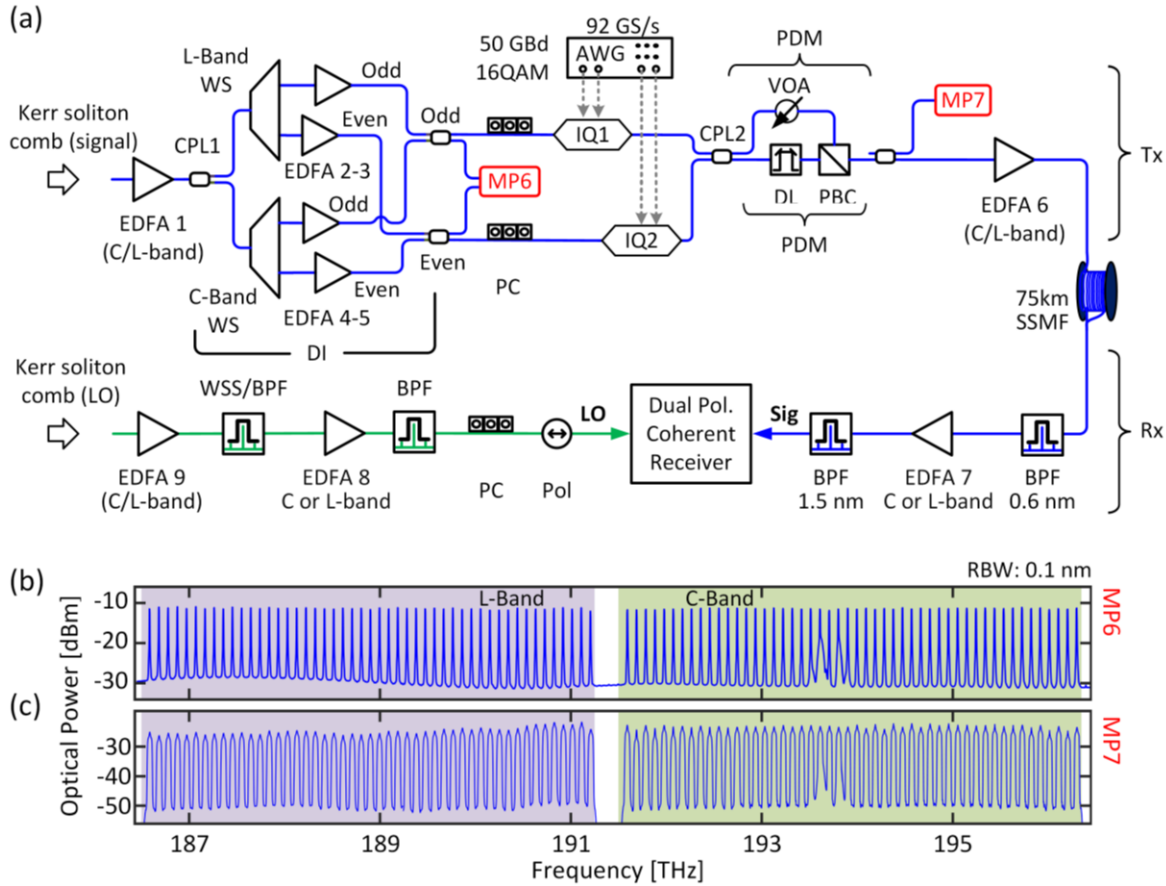 (a)
92 GS/s
50 GBd
16QAM
AWG
PDM
L-Band
WS
Odd
VOA
MP7
Kerr soliton
comb (signal)
CPL1
Even
Odd
IQ1
CPL2
Tx
EDFA 2-3
MP6
DL
PBC
EDFA 1
(C/L-band)
Odd
EDFA 6
(C/L-band)
IQ2
PDM
Even
Even
PC
C-Band
WS
EDFA 4-5
75km
SSMF
DI
Kerr soliton
comb (LO)
WSS/BPF
BPF
LO
Dual Pol.
Coherent
Receiver
Sig
Rx
EDFA 9
(C/L-band)
EDFA 8
C or L-band
PC
Pol
BPF
1.5 nm
EDFA 7
C or L-band
BPF
0.6 nm
(b)
RBW: 0.1 nm
L-Band
C-Band
MP6
-10
-20
-30
(c)
MP7
-30
-40
-50
Optical Power [dBm]
187
189
191
193
195
Frequency [THz]